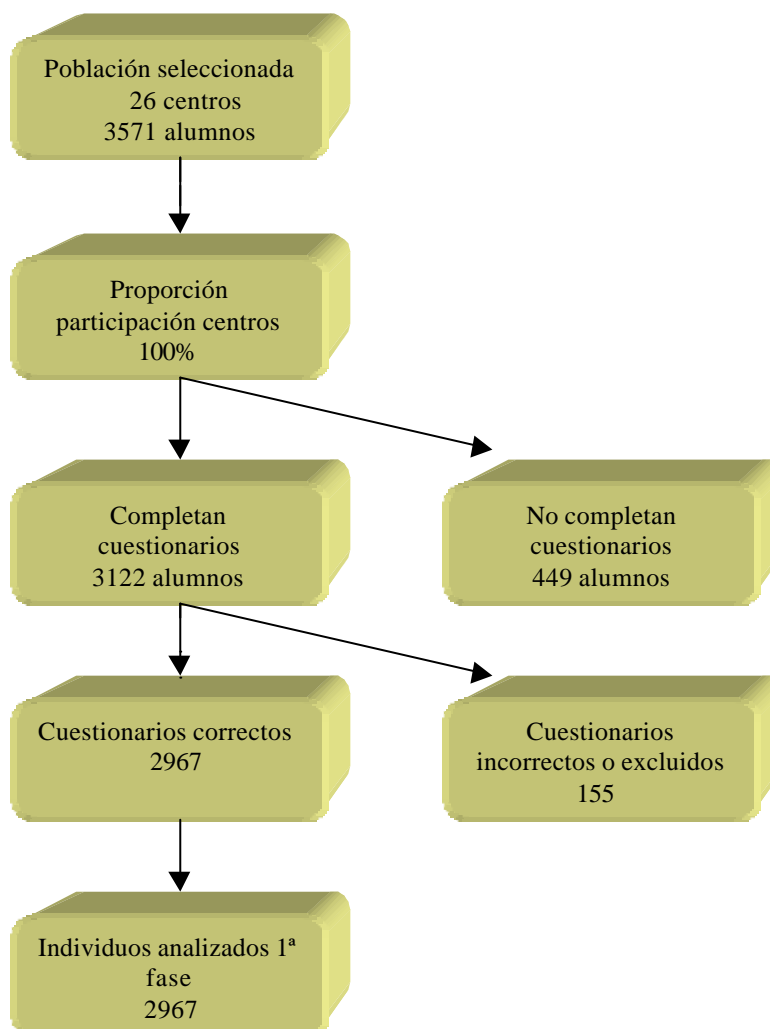 Población seleccionada
26 centros
3571 alumnos
Proporción
participación centros
100%
Completan
cuestionarios
3122 alumnos
No completan
cuestionarios
449 alumnos
Cuestionarios correctos
2967
Cuestionarios
incorrectos o excluidos
155
Individuos analizados 1ª
fase
2967